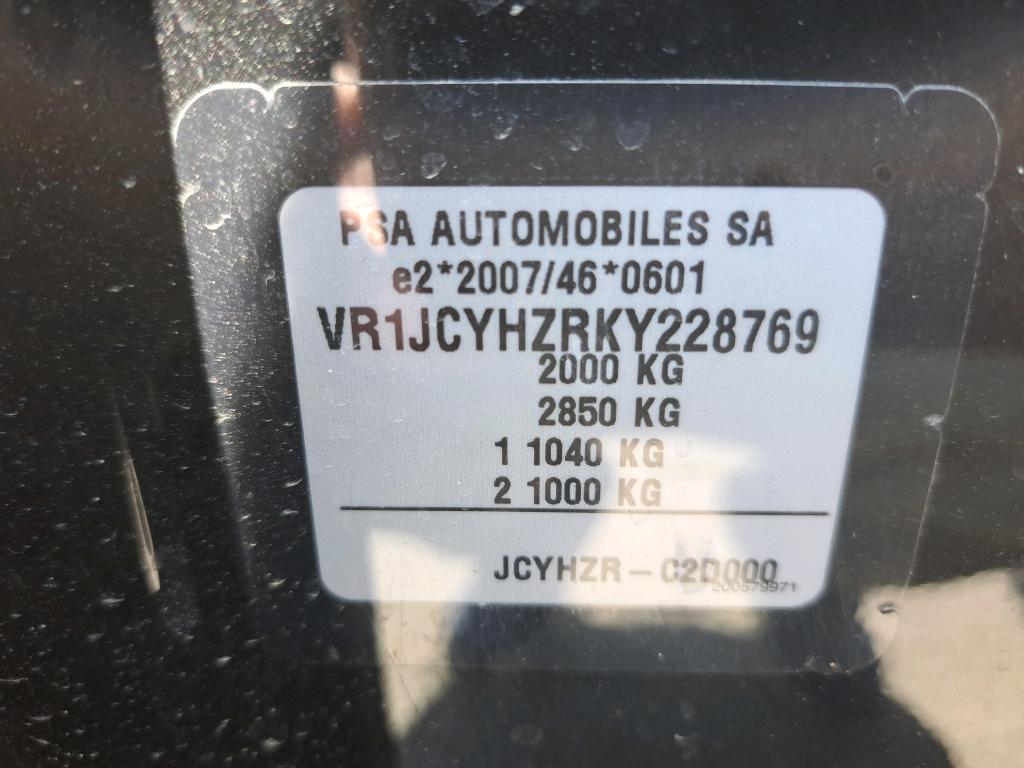 PSA AUTOMOBILES SA
e2*2007/46*0601
VR1JCYHZRKY228769
2000 KG
2850 KG
1 1040 KG
2 1000 KG
JCYHZR - C2D000
200579971